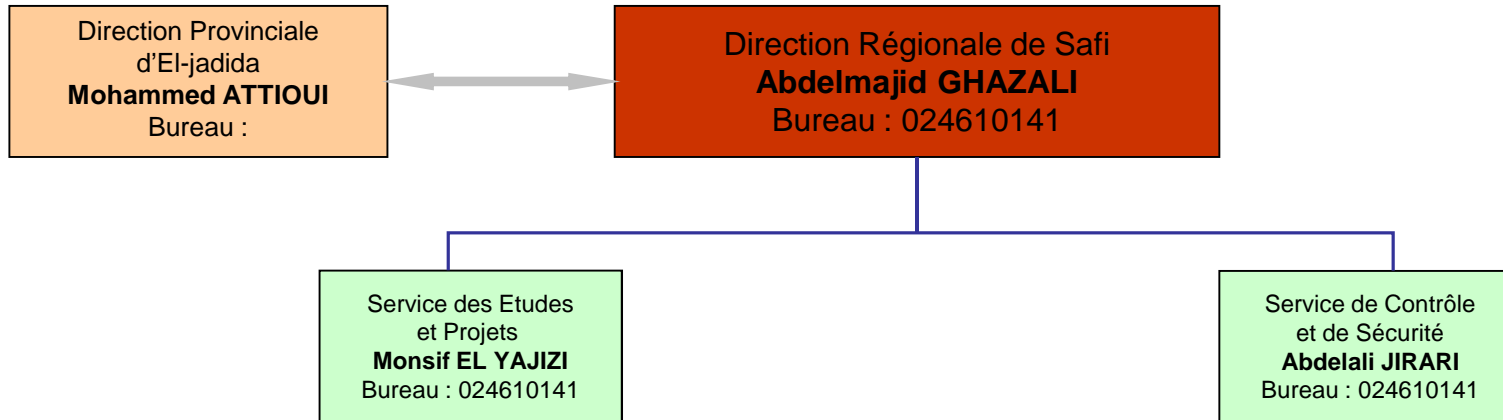 Direction Provinciale
d'El-jadida
Mohammed ATTIOUI
Bureau :
Direction Régionale de Safi
Abdelmajid GHAZALI
Bureau : 024610141
Service des Etudes
et Projets
Monsif EL YAJIZI
Bureau : 024610141
Service de Contrôle
et de Sécurité
Abdelali JIRARI
Bureau : 024610141